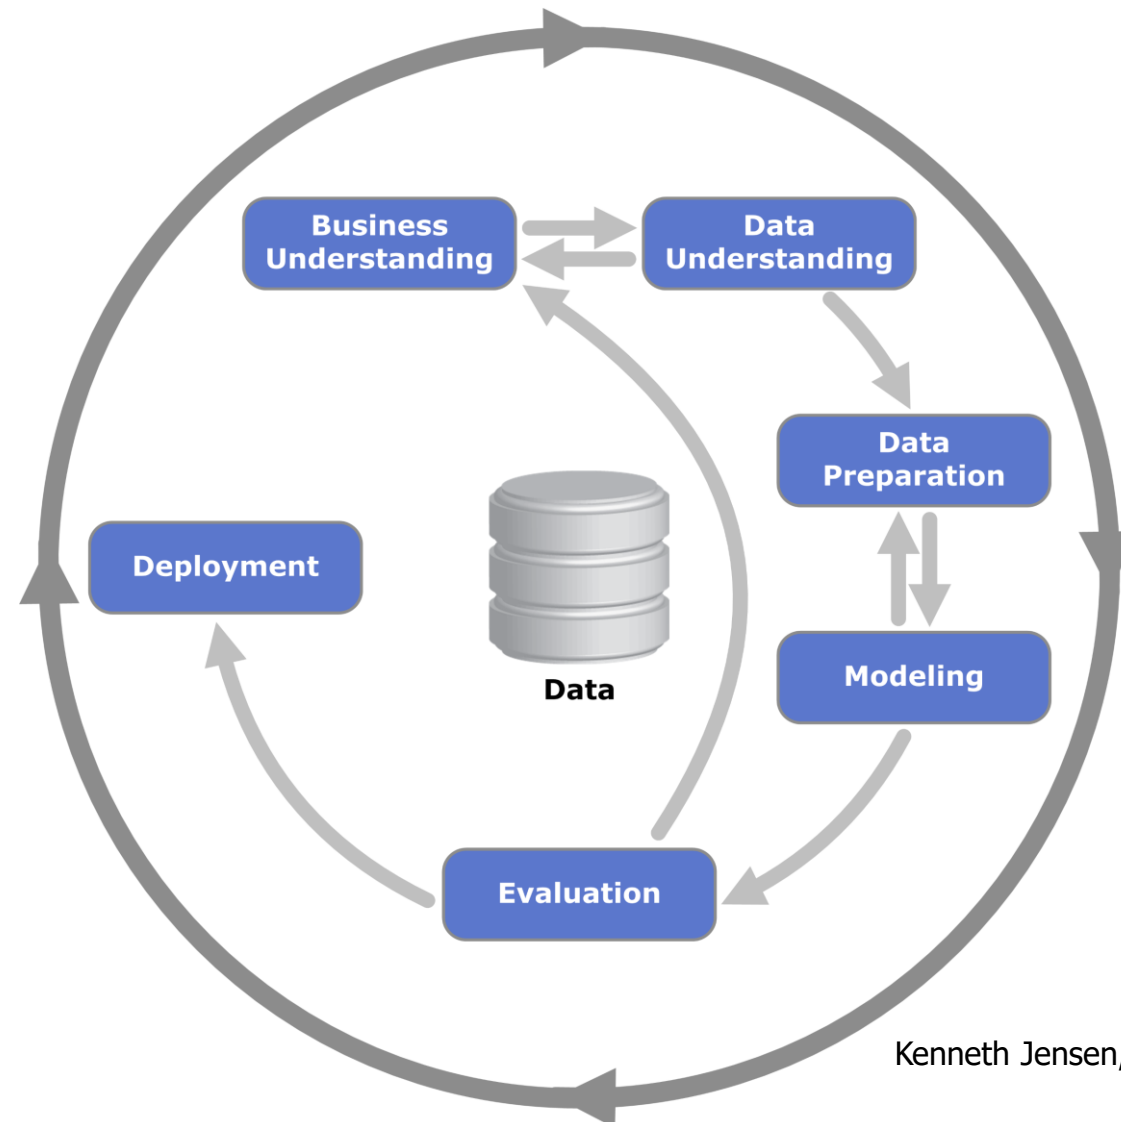 Business
Understanding
Data
Understanding
Data
Preparation
Deployment
Modeling
Data
Evaluation
Kenneth Jensen,